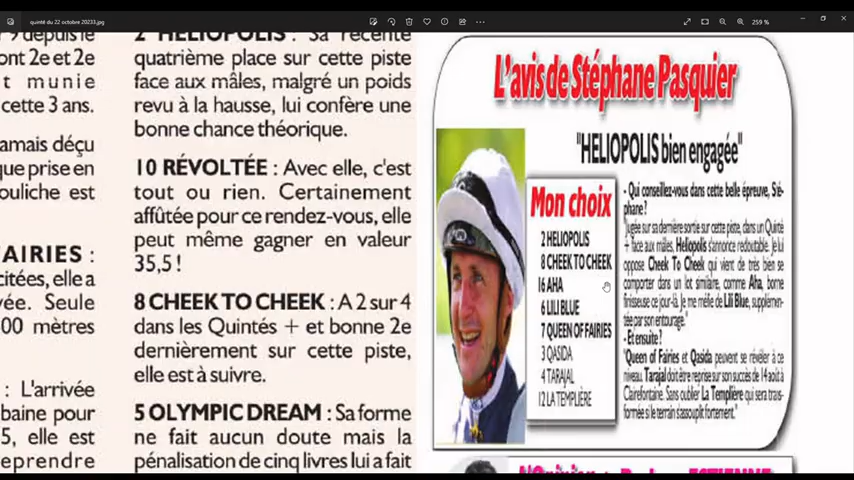 quinté du 22 octobre 20233.jpg
259 %
9 depuis le
ont 2e et 2e
t munie
cette 3 ans.
amais déçu
que prise en
ouliche est
AIRIES :
citées, elle a
vée. Seule
00 mètres
: L'arrivée
baine pour
5, elle est
eprendre
2 HELIOPOLIS : Sa récente
quatrième place sur cette piste
face aux mâles, malgré un poids
revu à la hausse, lui confère une
bonne chance théorique.
10 RÉVOLTÉE : Avec elle, c'est
tout ou rien. Certainement
affûtée pour ce rendez-vous, elle
peut même gagner en valeur
35,5 !
8 CHEEK TO CHEEK : A 2 sur 4
dans les Quintés + et bonne 2e
dernièrement sur cette piste,
elle est à suivre.
5 OLYMPIC DREAM : Sa forme
ne fait aucun doute mais la
pénalisation de cinq livres lui a fait
L'avis de Stéphane Pasquier
"HELIOPOLIS bien engagée"
Mon choix
2 HELIOPOLIS
8 CHEEK TO CHEEK
16 AHA
6 LILI BLUE
7 QUEEN OF FAIRIES
3 QASIDA
4 TARAJAL
12 LA TEMPLIÈRE
- Qui conseillez-vous dans cette belle épreuve, Sté-
phane ?
"Jugée sur sa dernière sortie sur cette piste, dans un Quinté
+ face aux mâles, Heliopolis s'annonce redoutable. Je lui
oppose Cheek To Cheek qui vient de très bien se
comporter dans un lot similaire, comme Aha, bonne
finisseuse ce jour-là. Je me méfie de Lili Blue, supplémen-
tée par son entourage."
- Et ensuite ?
"Queen of Fairies et Qasida peuvent se révéler à ce
niveau. Tarajal doit être reprise sur son succès de 14 août à
Clairefontaine. Sans oublier La Templière qui sera trans-
formée si le terrain s'assouplit fortement."